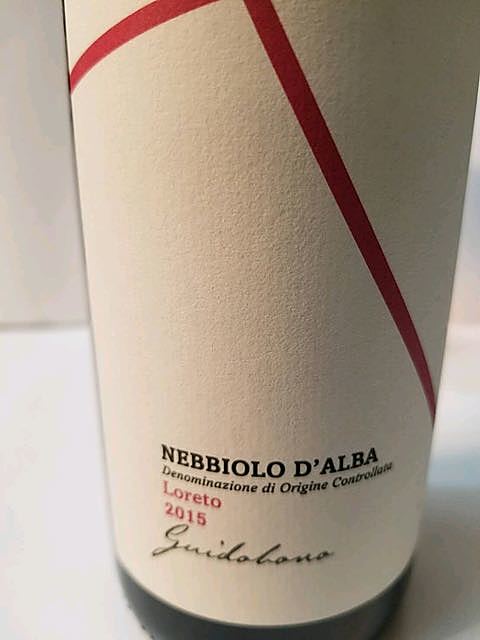 NEBBIOLO D'ALBA
Denominazione di Origine Controllata
Loreto
2015
Guidobono